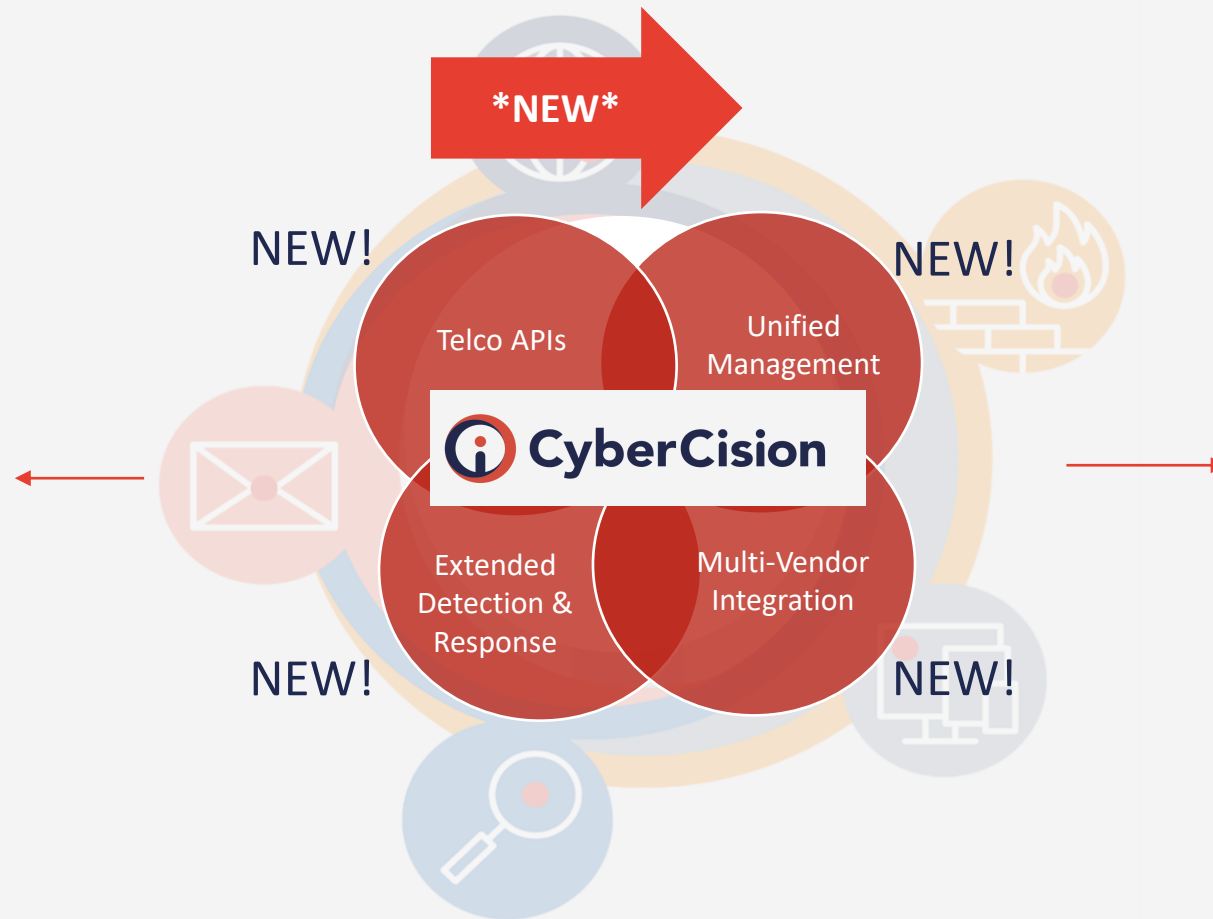 *NEW*
NEW!
NEW!
Telco APIs
Unified
Management
CyberCision
Extended
Detection &
Response
Multi-Vendor
Integration
NEW!
NEW!